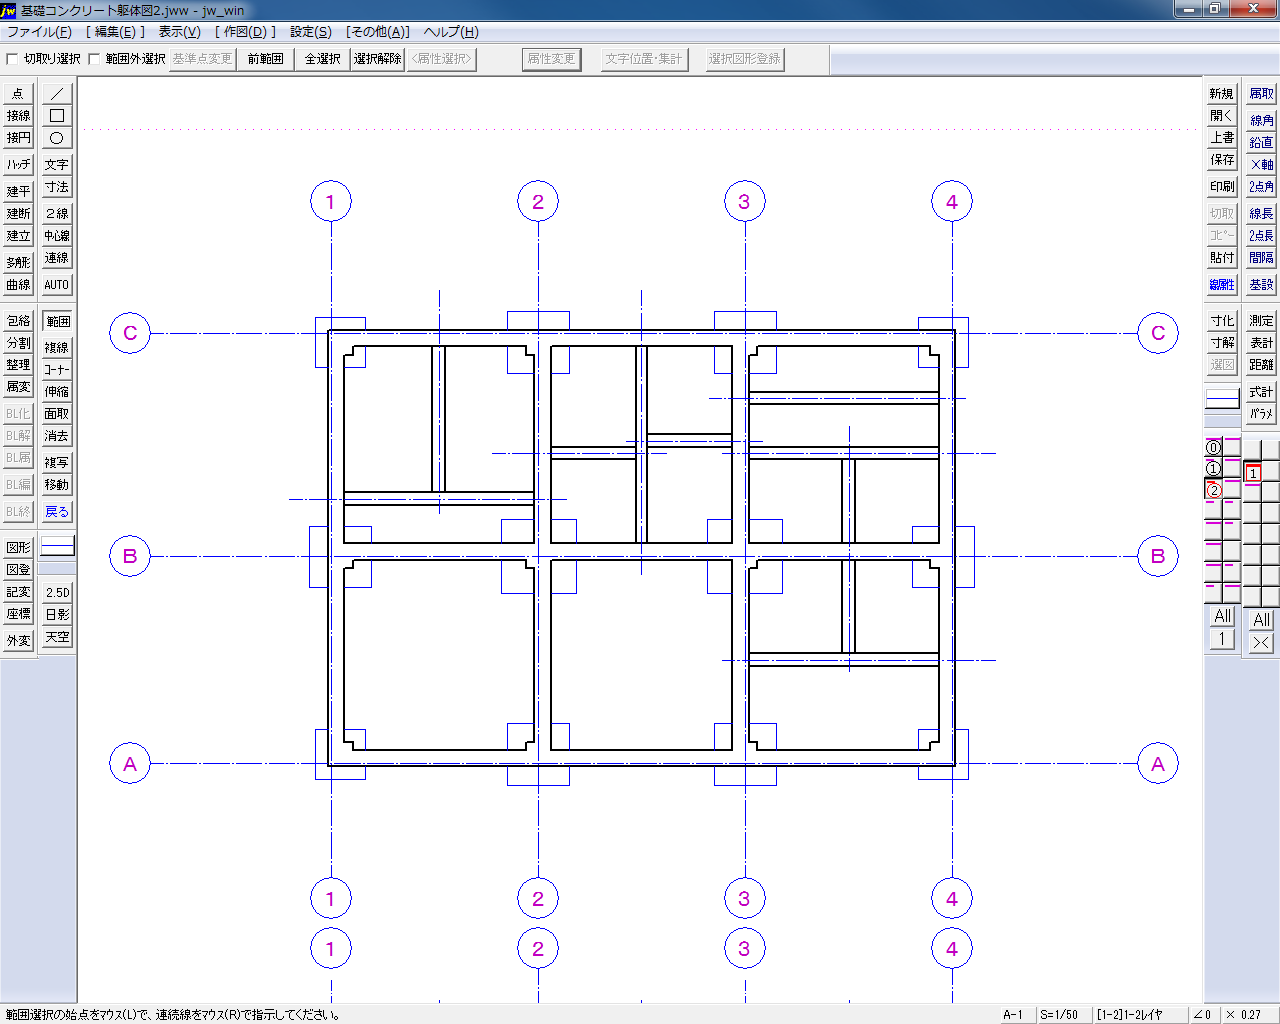 基礎コンクリート躯体図2.jww - jw_win
ファイル(F) [ 編集(E) ] 表示(V) [ 作図(D) ] 設定(S) [その他(A)] ヘルプ(H)
切取り選択 範囲外選択 基準点変更 前範囲 全選択 選択解除 <属性選択> 属性変更 文字位置・集計 選択図形登録
点 ／
接線 □
接円 ○
ハッチ 文字
建平 寸法
建断 2線
建立 中心線
多角形 連線
曲線 AUTO
包絡 範囲
分割 複線
整理 コーナー
属変 伸縮
BL化 面取
BL解 消去
BL属 複写
BL編 移動
BL終 戻る
図形
図登
記変 2.5D
座標 日影
外変 天空
1 2 3 4
C C
B B
A A
1 2 3 4
1 2 3 4
新規 属取
開く 線角
上書 鉛直
保存 X軸
印刷 2点角
切取 線長
コピー 2点長
貼付 間隔
線属性 基設
寸化 測定
寸解 表計
選図 距離
式計
パラメ
0
1 1
2
All All
1 ><
範囲選択の始点をマウス(L)で、連続線をマウス(R)で指示してください。
A-1 S=1/50 [1-2]1-2レイヤ ∠0 × 0.27